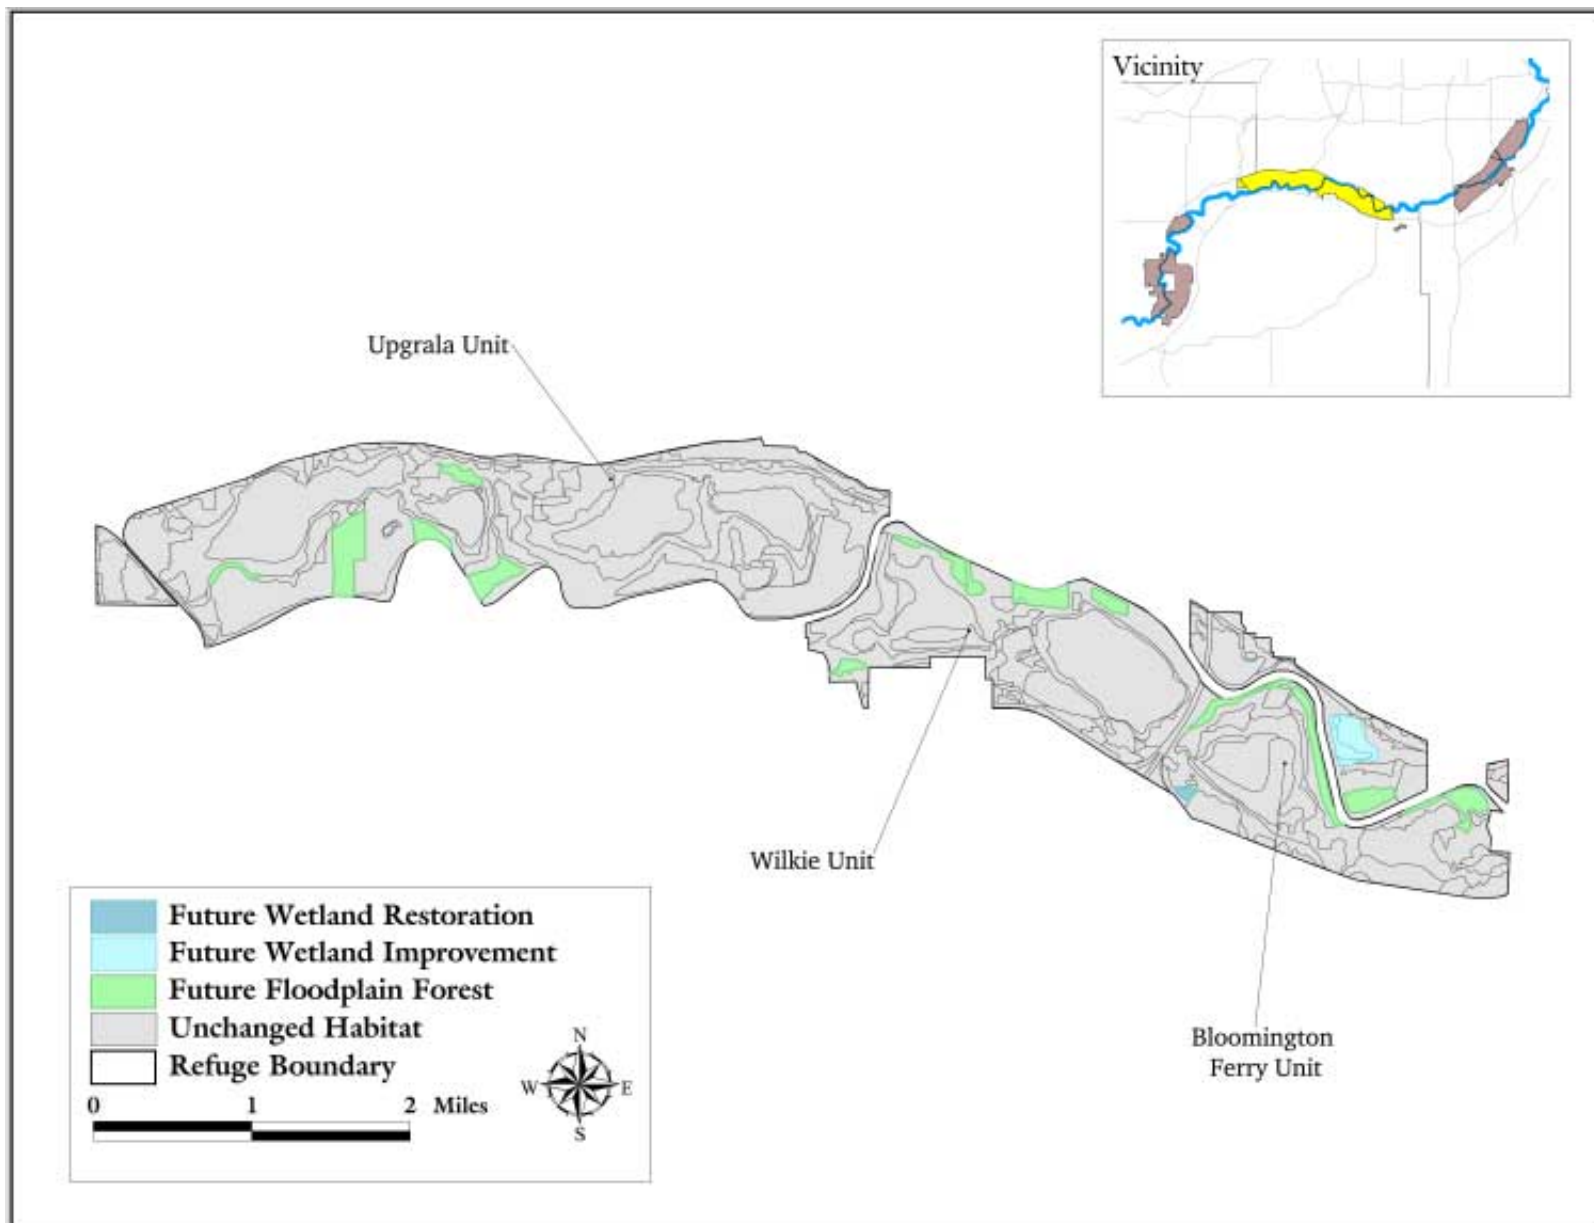 Vicinity
Upgrala Unit
Wilkie Unit
Bloomington
Ferry Unit
Future Wetland Restoration
Future Wetland Improvement
Future Floodplain Forest
Unchanged Habitat
Refuge Boundary
0 1 2 Miles
N
W E
S